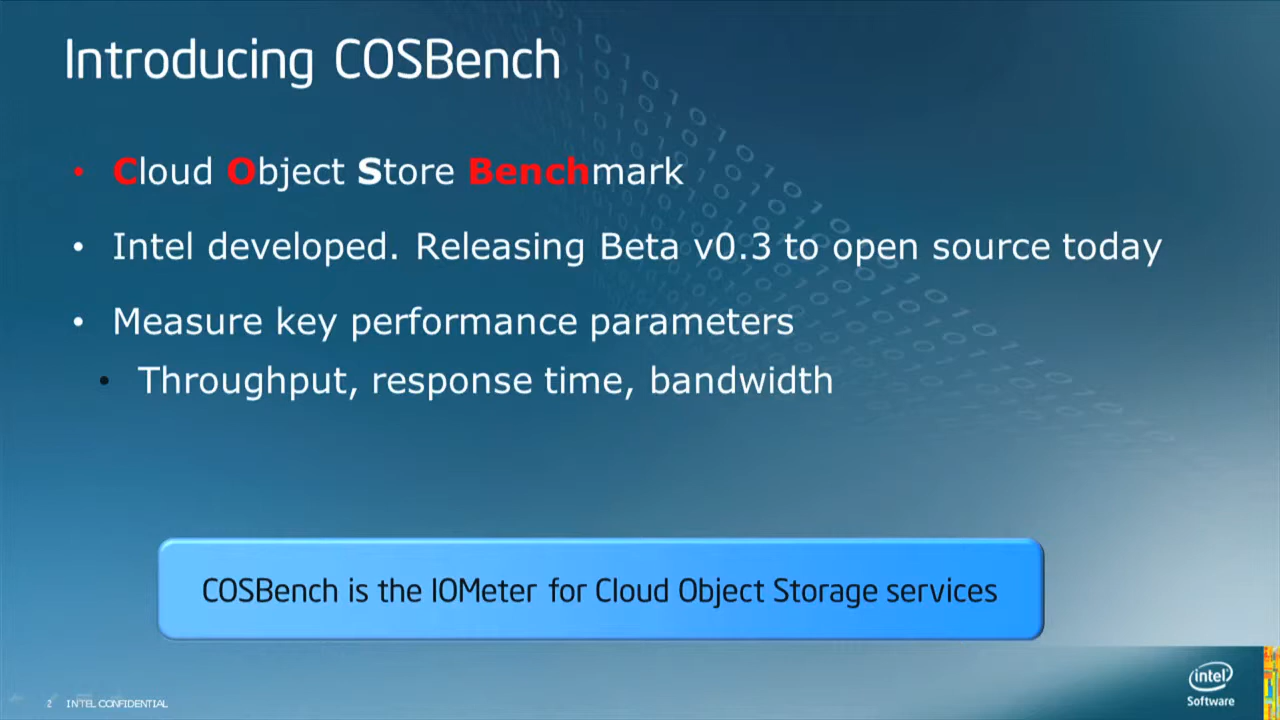 Introducing COSBench
• Cloud Object Store Benchmark
• Intel developed. Releasing Beta v0.3 to open source today
• Measure key performance parameters
• Throughput, response time, bandwidth
COSBench is the IOMeter for Cloud Object Storage services
2 INTEL CONFIDENTIAL
intel
Software